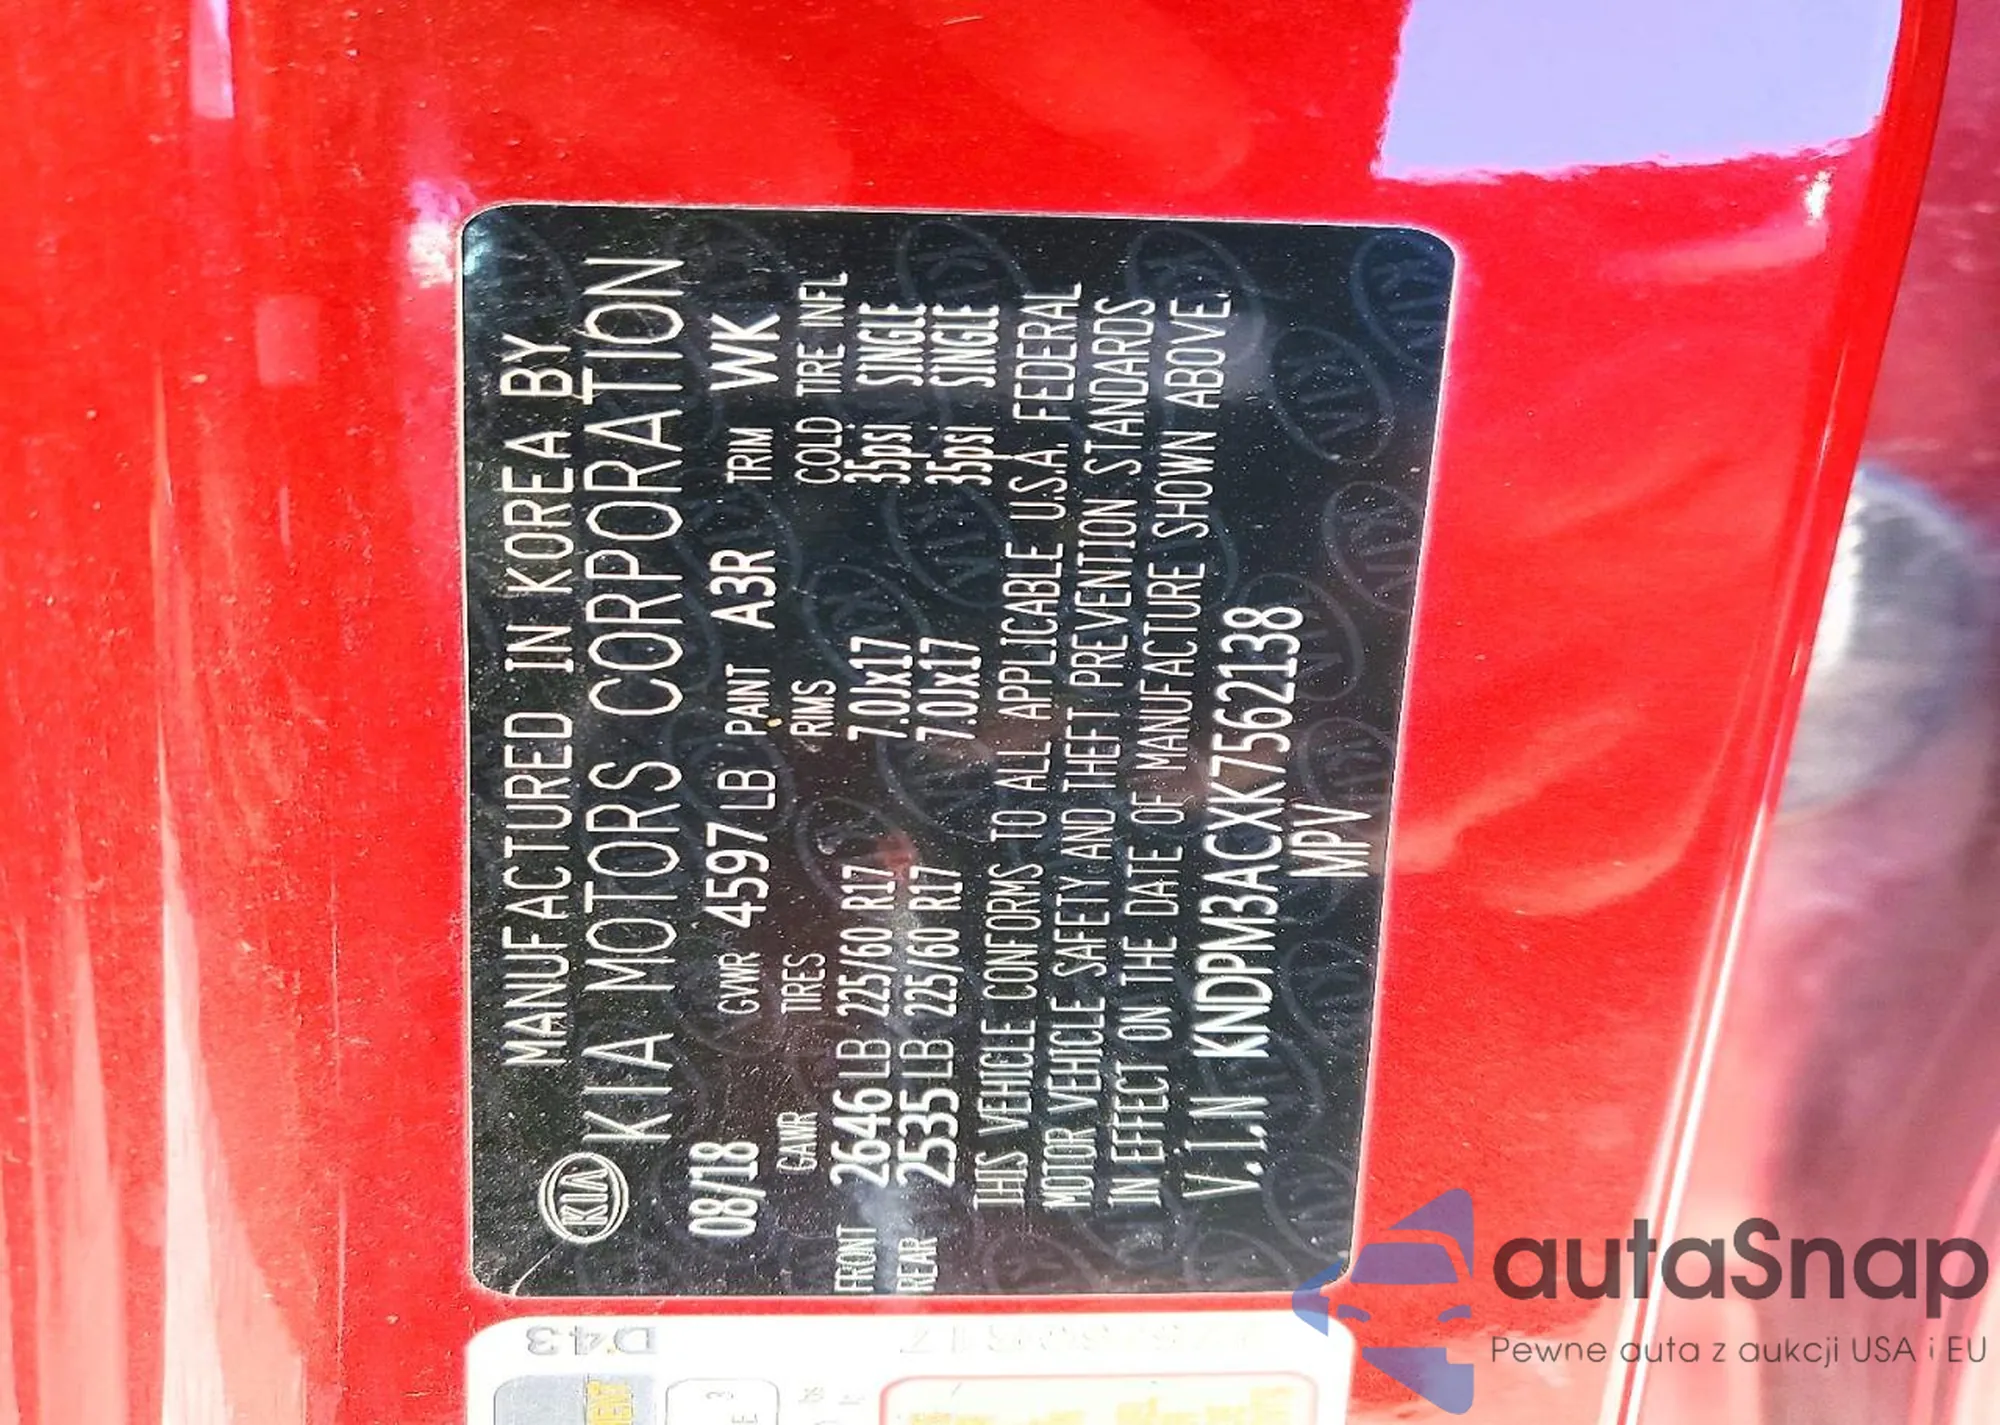 MANUFACTURED IN KOREA BY
KIA KIA MOTORS CORPORATION
08/18 GVWR 4597 LB PAINT A3R TRIM WK
GAWR TIRES RIMS COLD TIRE INFL
FRONT 2646 LB 225/60 R17 7.0Jx17 35psi SINGLE
REAR 2535 LB 225/60 R17 7.0Jx17 35psi SINGLE
THIS VEHICLE CONFORMS TO ALL APPLICABLE U.S.A. FEDERAL
MOTOR VEHICLE SAFETY AND THEFT PREVENTION STANDARDS
IN EFFECT ON THE DATE OF MANUFACTURE SHOWN ABOVE.
V.I.N KNDPM3ACXK7562138
MPV
D43
autaSnap
Pewne auta z aukcji USA i EU